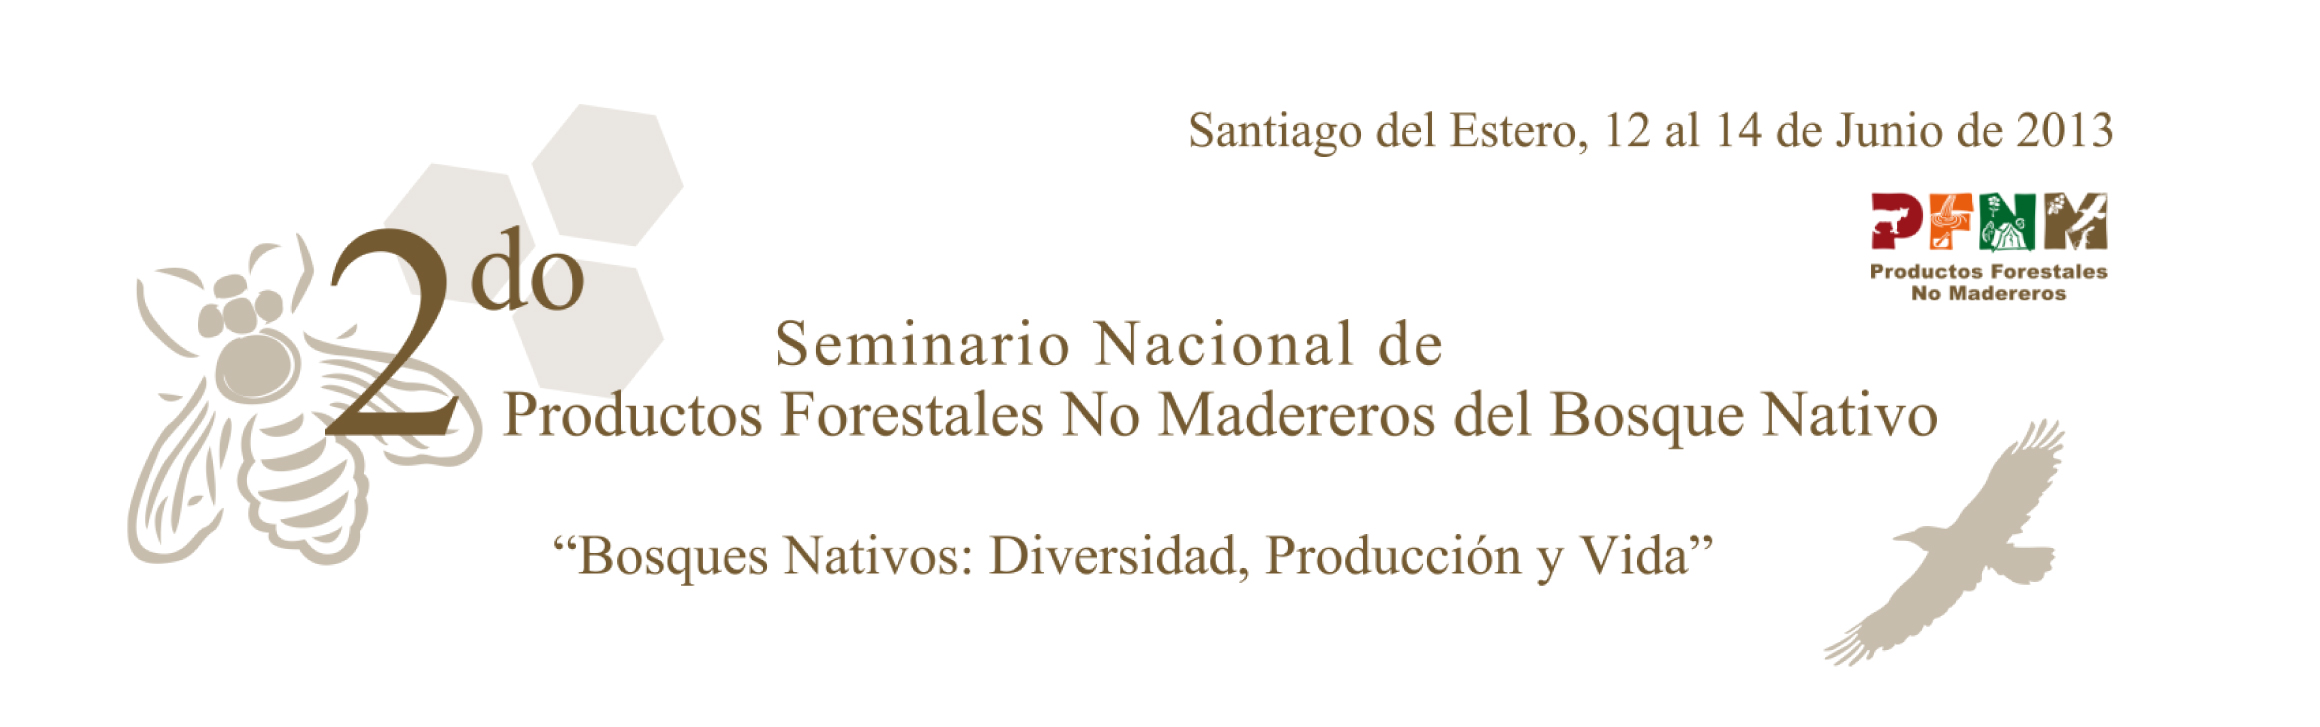 Santiago del Estero, 12 al 14 de Junio de 2013
PFNM
Productos Forestales
No Madereros
2do
Seminario Nacional de
Productos Forestales No Madereros del Bosque Nativo
“Bosques Nativos: Diversidad, Producción y Vida”